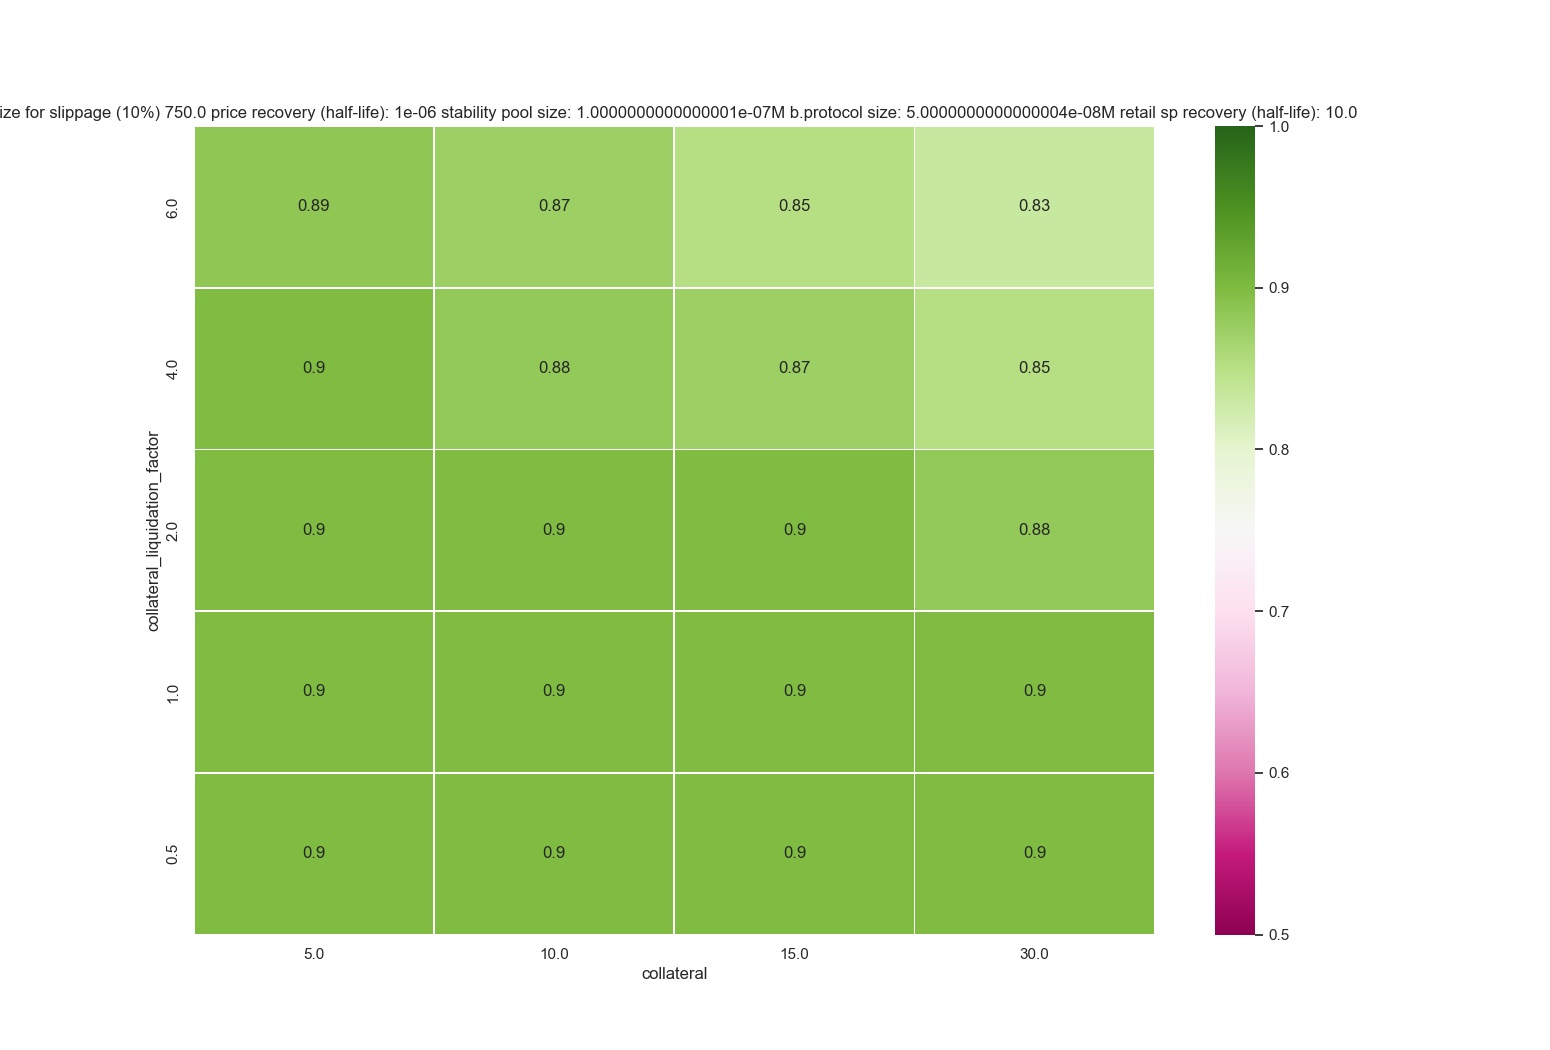 ize for slippage (10%) 750.0 price recovery (half-life): 1e-06 stability pool size: 1.0000000000000001e-07M b.protocol size: 5.0000000000000004e-08M retail sp recovery (half-life): 10.0
6.0 0.89 0.87 0.85 0.83
4.0 0.9 0.88 0.87 0.85
2.0 0.9 0.9 0.9 0.88
1.0 0.9 0.9 0.9 0.9
0.5 0.9 0.9 0.9 0.9
collateral_liquidation_factor
5.0 10.0 15.0 30.0
collateral
1.0
0.9
0.8
0.7
0.6
0.5